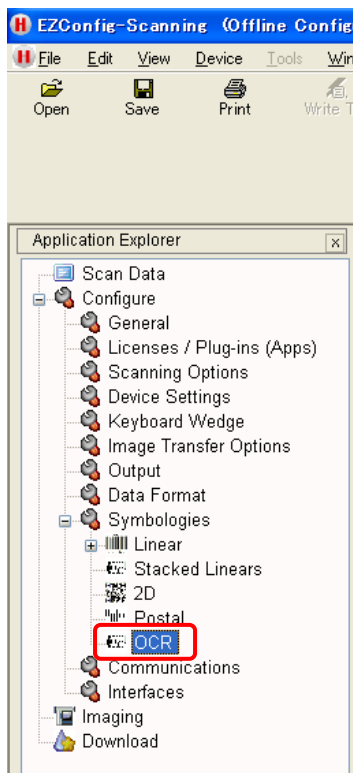 EZConfig-Scanning (Offline Config
File Edit View Device Tools Win
Open Save Print Write T
Application Explorer
Scan Data
Configure
General
Licenses / Plug-ins (Apps)
Scanning Options
Device Settings
Keyboard Wedge
Image Transfer Options
Output
Data Format
Symbologies
Linear
Stacked Linears
2D
Postal
OCR
Communications
Interfaces
Imaging
Download